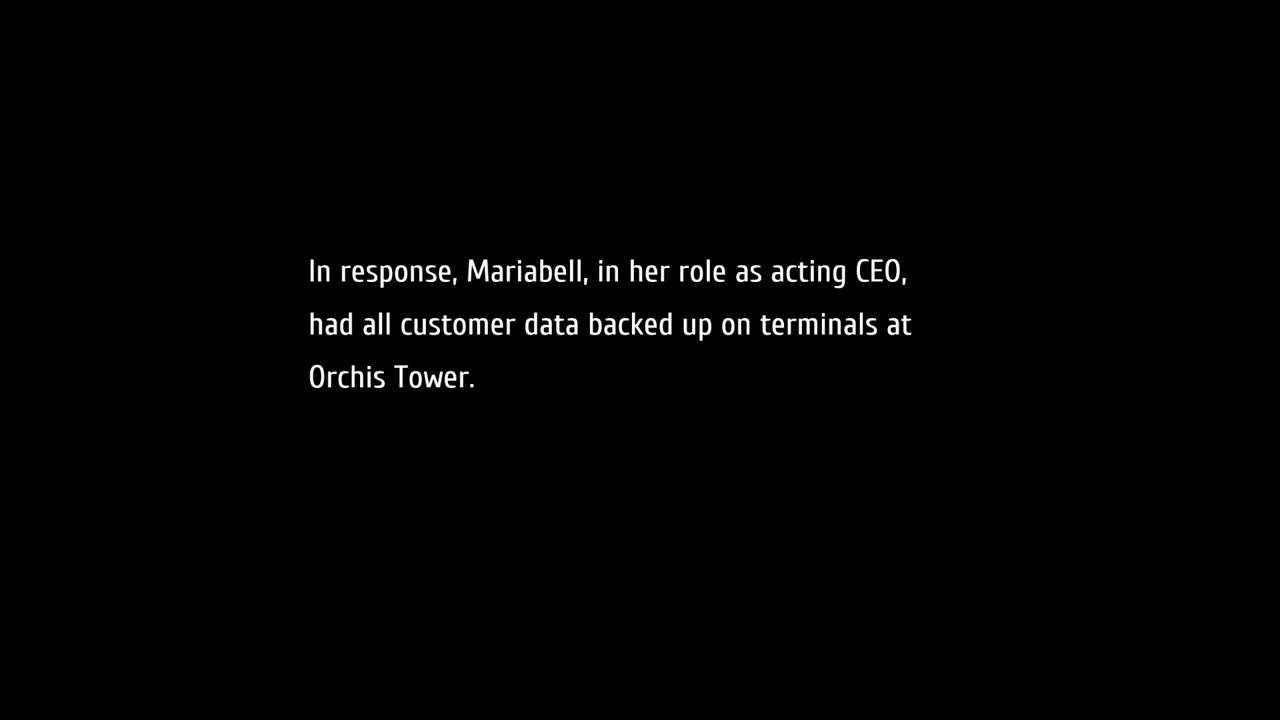 In response, Mariabell, in her role as acting CEO,
had all customer data backed up on terminals at
Orchis Tower.